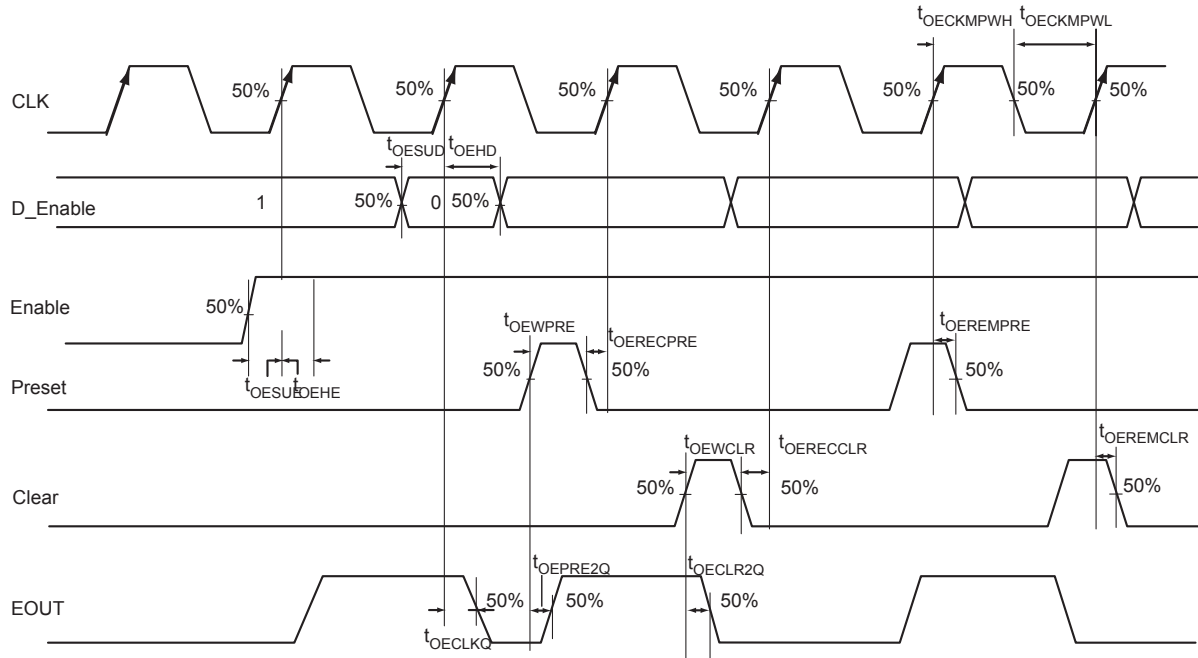 tOECKMPWH tOECKMPWL
CLK 50% 50% 50% 50% 50% 50% 50%
tOESUD tOEHD
D_Enable 1 50% 0 50%
Enable 50%
tOESUE tOEHE
tOEWPRE tOERECPRE tOEREMPRE
Preset 50% 50% 50%
tOEWCLR tOERECCLR tOEREMCLR
Clear 50% 50% 50%
tOEPRE2Q tOECLR2Q
EOUT 50% 50% 50%
tOECLKQ